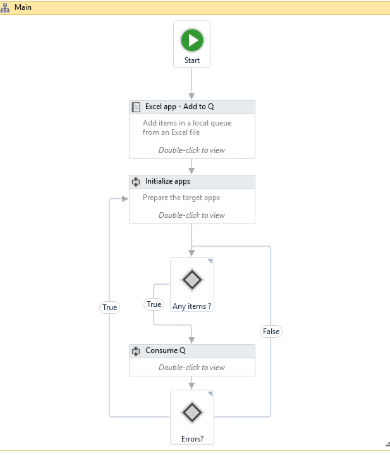 Main
Start
Excel app - Add to Q
Add items in a local queue
from an Excel file
Double-click to view
Initialize apps
Prepare the target apps
Double-click to view
Any items ?
True
True
False
Consume Q
Double-click to view
Errors?